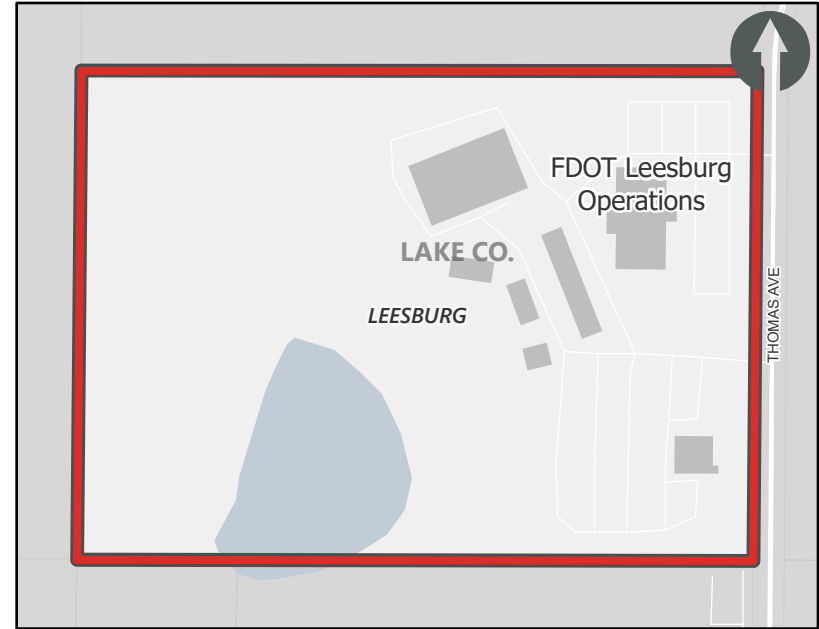 FDOT Leesburg
Operations
LAKE CO.
LEESBURG
THOMAS AVE